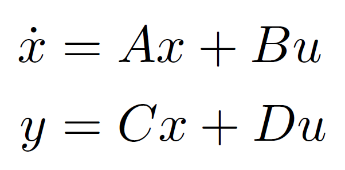 ẋ = Ax + Bu
y = Cx + Du